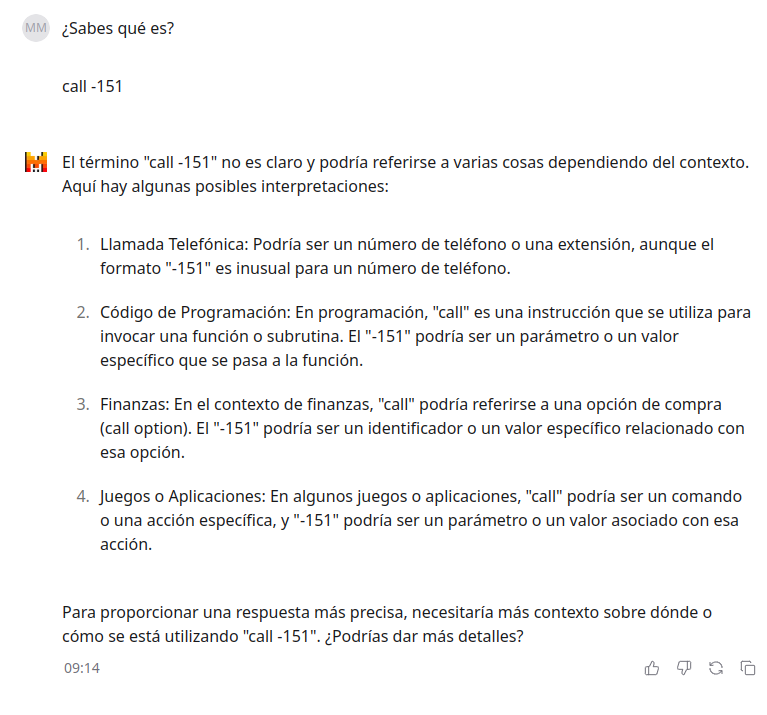 MM
¿Sabes qué es?
call -151
El término "call -151" no es claro y podría referirse a varias cosas dependiendo del contexto.
Aquí hay algunas posibles interpretaciones:
1. Llamada Telefónica: Podría ser un número de teléfono o una extensión, aunque el
formato "-151" es inusual para un número de teléfono.
2. Código de Programación: En programación, "call" es una instrucción que se utiliza para
invocar una función o subrutina. El "-151" podría ser un parámetro o un valor
específico que se pasa a la función.
3. Finanzas: En el contexto de finanzas, "call" podría referirse a una opción de compra
(call option). El "-151" podría ser un identificador o un valor específico relacionado con
esa opción.
4. Juegos o Aplicaciones: En algunos juegos o aplicaciones, "call" podría ser un comando
o una acción específica, y "-151" podría ser un parámetro o un valor asociado con esa
acción.
Para proporcionar una respuesta más precisa, necesitaría más contexto sobre dónde o
cómo se está utilizando "call -151". ¿Podrías dar más detalles?
09:14